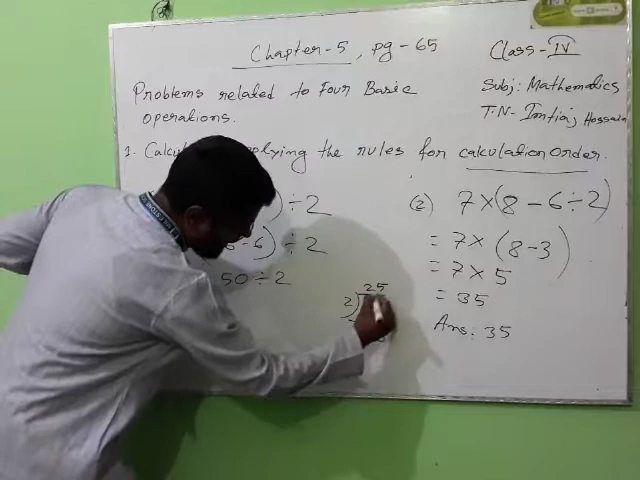 Chapter-5, pg-65
Class-IV
Subj: Mathematics
T.N- Imtiaj Hossain
Problems related to Four Basic
operations.
1. Calcu applying the rules for calculation order.
) ÷ 2
-6) ÷ 2
50 ÷ 2
25
2)
(2) 7×(8-6÷2)
= 7×(8-3)
= 7×5
= 35
Ans: 35